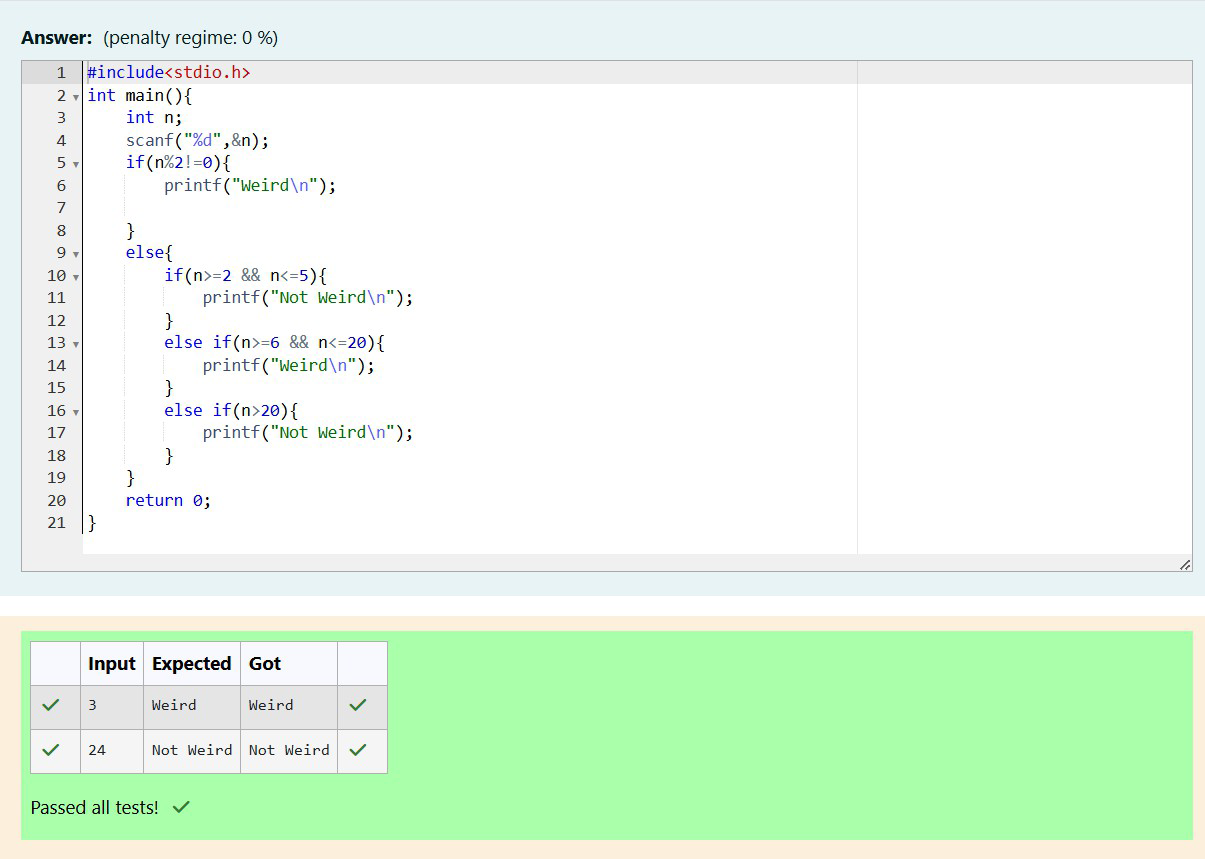 Answer: (penalty regime: 0 %)
1 #include<stdio.h>
2 int main(){
3     int n;
4     scanf("%d",&n);
5     if(n%2!=0){
6         printf("Weird\n");
7
8     }
9     else{
10         if(n>=2 && n<=5){
11             printf("Not Weird\n");
12         }
13         else if(n>=6 && n<=20){
14             printf("Weird\n");
15         }
16         else if(n>20){
17             printf("Not Weird\n");
18         }
19     }
20     return 0;
21 }
Input Expected Got
3 Weird Weird
24 Not Weird Not Weird
Passed all tests!